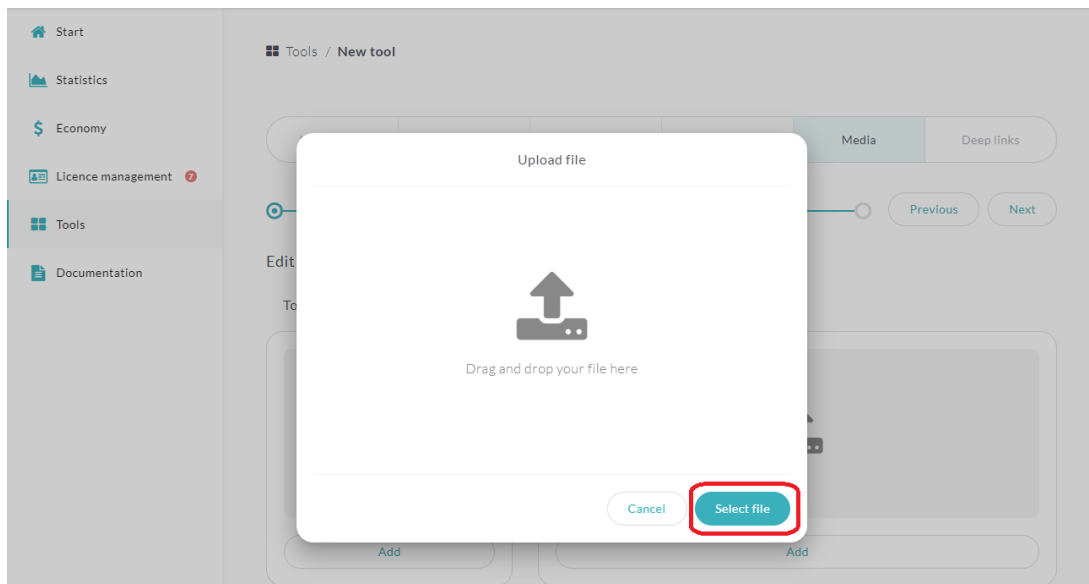 Start
Tools / New tool
Statistics
Economy
Media
Deep links
Upload file
Licence management 7
Previous
Next
Tools
Edit
Documentation
To
Drag and drop your file here
Cancel
Select file
Add
Add